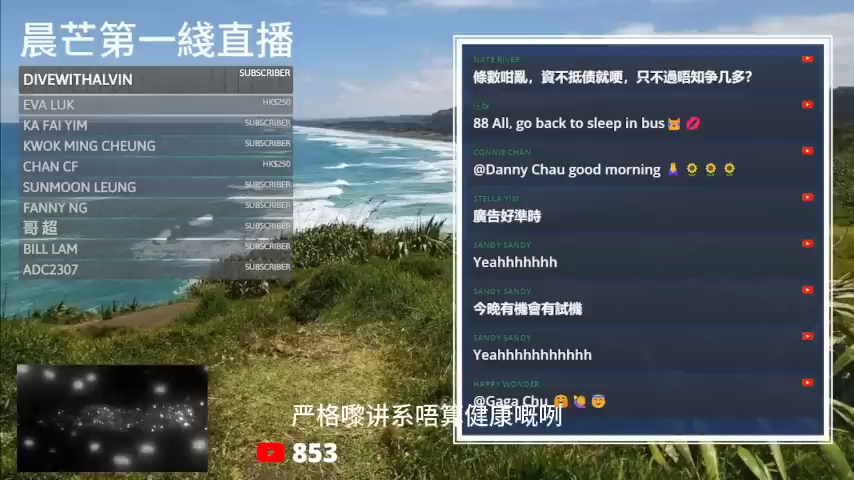 晨芒第一綫直播
DIVEWITHALVIN SUBSCRIBER
EVA LUK HK$250
KA FAI YIM SUBSCRIBER
KWOK MING CHEUNG SUBSCRIBER
CHAN CF HK$250
SUNMOON LEUNG SUBSCRIBER
FANNY NG SUBSCRIBER
哥 超 SUBSCRIBER
BILL LAM SUBSCRIBER
ADC2307 SUBSCRIBER
NATE RIVER
條數咁亂，資不抵債就哽，只不過唔知争几多?
88 All, go back to sleep in bus
CONNIE CHAN
@Danny Chau good morning
STELLA YIM
廣告好準時
SANDY SANDY
Yeahhhhhhh
SANDY SANDY
今晚有機會有試機
SANDY SANDY
Yeahhhhhhhhhhh
HAPPY WONDER
@Gaga Chu
严格嚟讲系唔算健康嘅咧
853